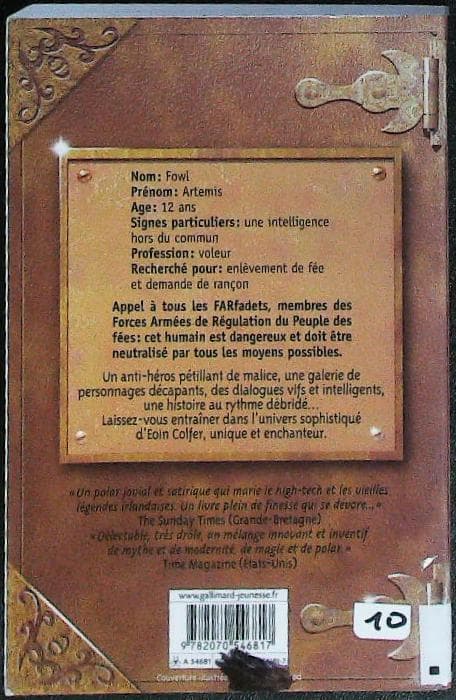 Nom: Fowl
Prénom: Artemis
Age: 12 ans
Signes particuliers: une intelligence
hors du commun
Profession: voleur
Recherché pour: enlèvement de fée
et demande de rançon
Appel à tous les FARfadets, membres des
Forces Armées de Régulation du Peuple des
fées: cet humain est dangereux et doit être
neutralisé par tous les moyens possibles.
Un anti-héros pétillant de malice, une galerie de
personnages décapants, des dialogues vifs et intelligents,
une histoire au rythme débridé...
Laissez-vous entraîner dans l'univers sophistiqué
d'Eoin Colfer, unique et enchanteur.
« Un polar jovial et satirique qui marie le high-tech et les vieilles
légendes irlandaises. Un livre plein de finesse qui se dévore... »
The Sunday Times (Grande-Bretagne)
« Délectable, très drôle, un mélange innovant et inventif
de mythe et de modernité, de magie et de polar. »
Time Magazine (États-Unis)
www.gallimard-jeunesse.fr
9 782070 546817
A 54681
Couverture illustrée
10